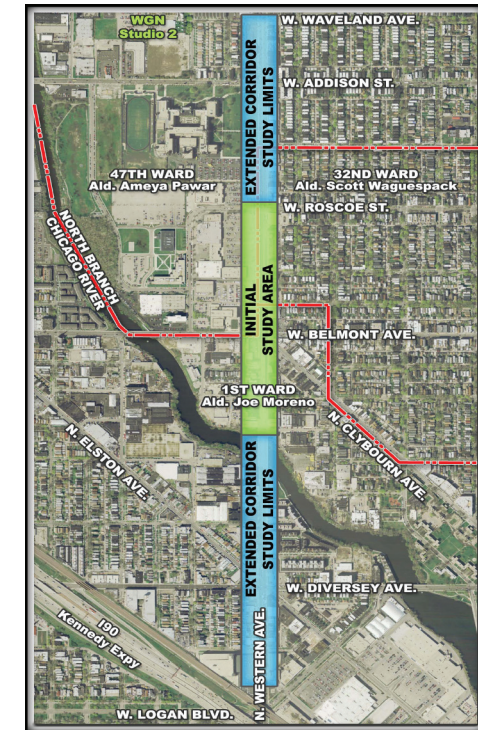 WGN
Studio 2
W. WAVELAND AVE.
W. ADDISON ST.
EXTENDED CORRIDOR
STUDY LIMITS
47TH WARD
Ald. Ameya Pawar
32ND WARD
Ald. Scott Waguespack
W. ROSCOE ST.
NORTH BRANCH
CHICAGO RIVER
INITIAL
STUDY AREA
W. BELMONT AVE.
1ST WARD
Ald. Joe Moreno
N. CLYBOURN AVE.
N. ELSTON AVE.
EXTENDED CORRIDOR
STUDY LIMITS
W. DIVERSEY AVE.
I90
Kennedy Expy
N. WESTERN AVE.
W. LOGAN BLVD.